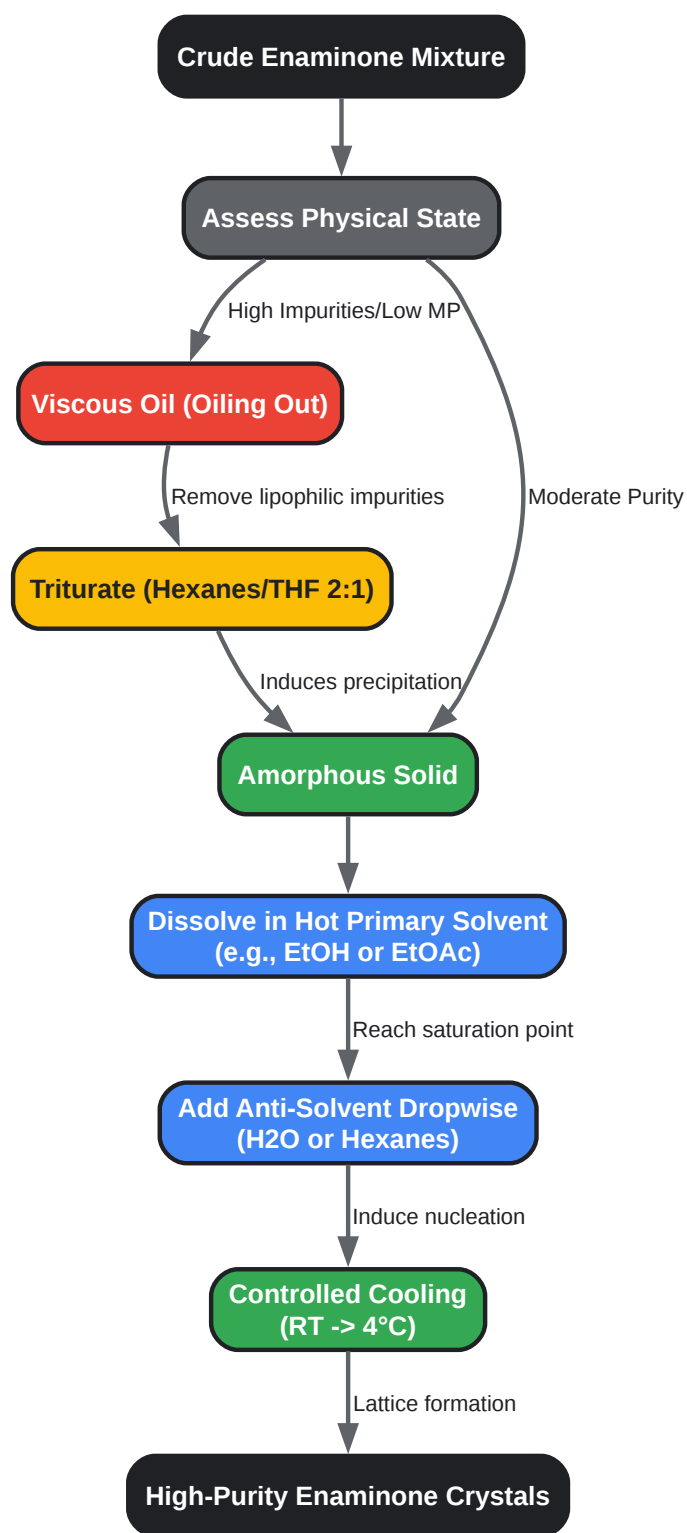 Crude Enaminone Mixture
Assess Physical State
High Impurities/Low MP
Viscous Oil (Oiling Out)
Remove lipophilic impurities
Moderate Purity
Triturate (Hexanes/THF 2:1)
Induces precipitation
Amorphous Solid
Dissolve in Hot Primary Solvent
(e.g., EtOH or EtOAc)
Reach saturation point
Add Anti-Solvent Dropwise
(H2O or Hexanes)
Induce nucleation
Controlled Cooling
(RT -> 4°C)
Lattice formation
High-Purity Enaminone Crystals